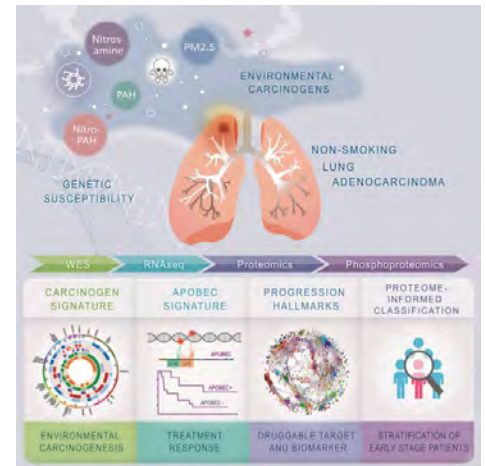 Nitros-
amine
PM2.5
PAH
Nitro-
PAH
ENVIRONMENTAL
CARCINOGENS
NON-SMOKING
LUNG
ADENOCARCINOMA
GENETIC
SUSCEPTIBILITY
WES
RNAseq
Proteomics
Phosphoproteomics
CARCINOGEN
SIGNATURE
APOBEC
SIGNATURE
PROGRESSION
HALLMARKS
PROTEOME-
INFORMED
CLASSIFICATION
APOBEC
APOBEC+
APOBEC-
ENVIRONMENTAL
CARCINOGENESIS
TREATMENT
RESPONSE
DRUGGABLE TARGET
AND BIOMARKER
STRATIFICATION OF
EARLY STAGE PATIENTS